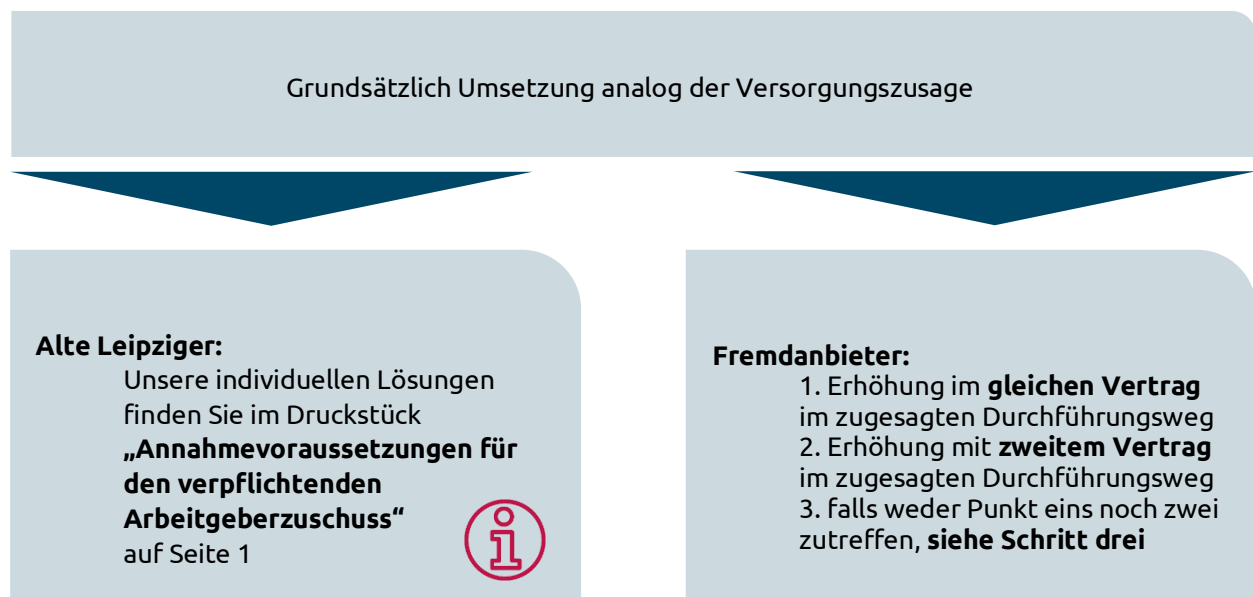 Grundsätzlich Umsetzung analog der Versorgungszusage
Alte Leipziger:
Unsere individuellen Lösungen
finden Sie im Druckstück
„Annahmevoraussetzungen für
den verpflichtenden
Arbeitgeberzuschuss“
auf Seite 1
Fremdanbieter:
1. Erhöhung im gleichen Vertrag
im zugesagten Durchführungsweg
2. Erhöhung mit zweitem Vertrag
im zugesagten Durchführungsweg
3. falls weder Punkt eins noch zwei
zutreffen, siehe Schritt drei